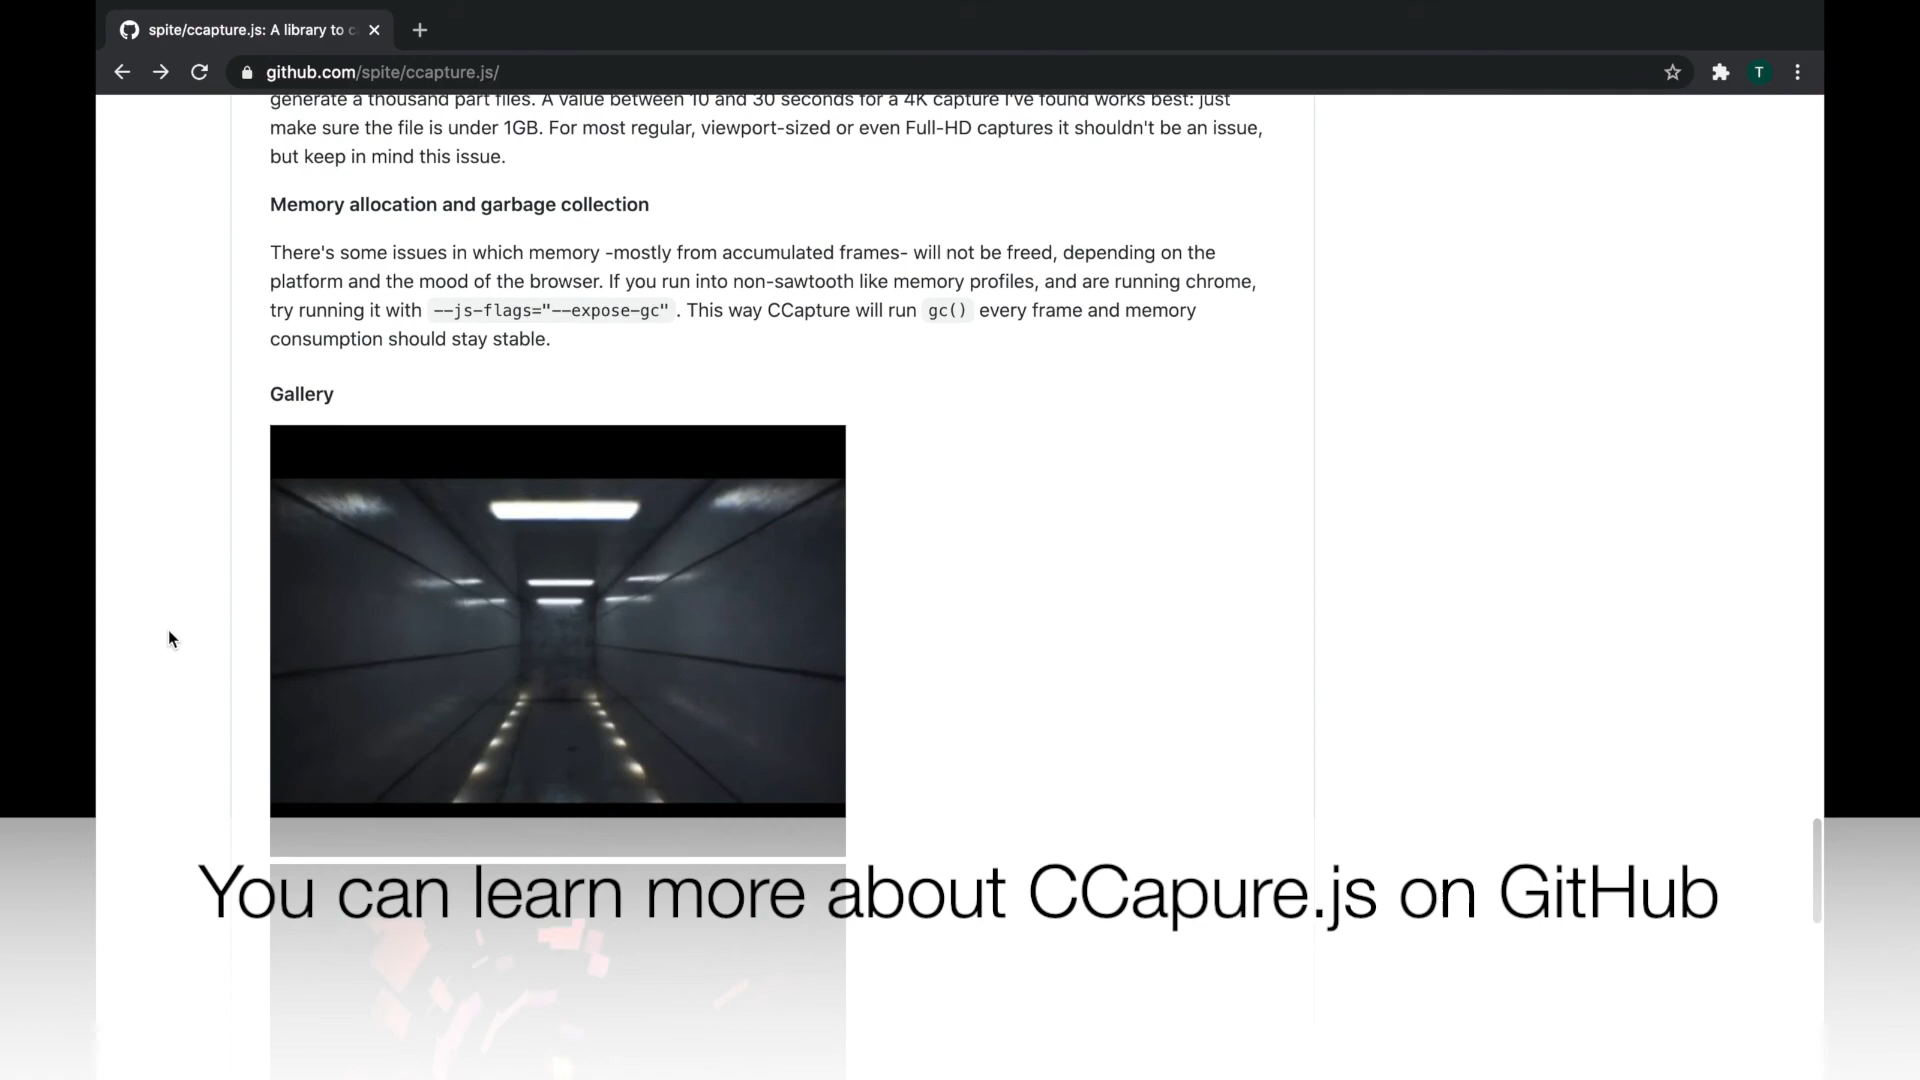 spite/ccapture.js: A library to c
github.com/spite/ccapture.js/
T
generate a thousand part files. A value between 10 and 30 seconds for a 4K capture I've found works best: just
make sure the file is under 1GB. For most regular, viewport-sized or even Full-HD captures it shouldn't be an issue,
but keep in mind this issue.
Memory allocation and garbage collection
There's some issues in which memory -mostly from accumulated frames- will not be freed, depending on the
platform and the mood of the browser. If you run into non-sawtooth like memory profiles, and are running chrome,
try running it with --js-flags="--expose-gc" . This way CCapture will run gc() every frame and memory
consumption should stay stable.
Gallery
You can learn more about CCapure.js on GitHub